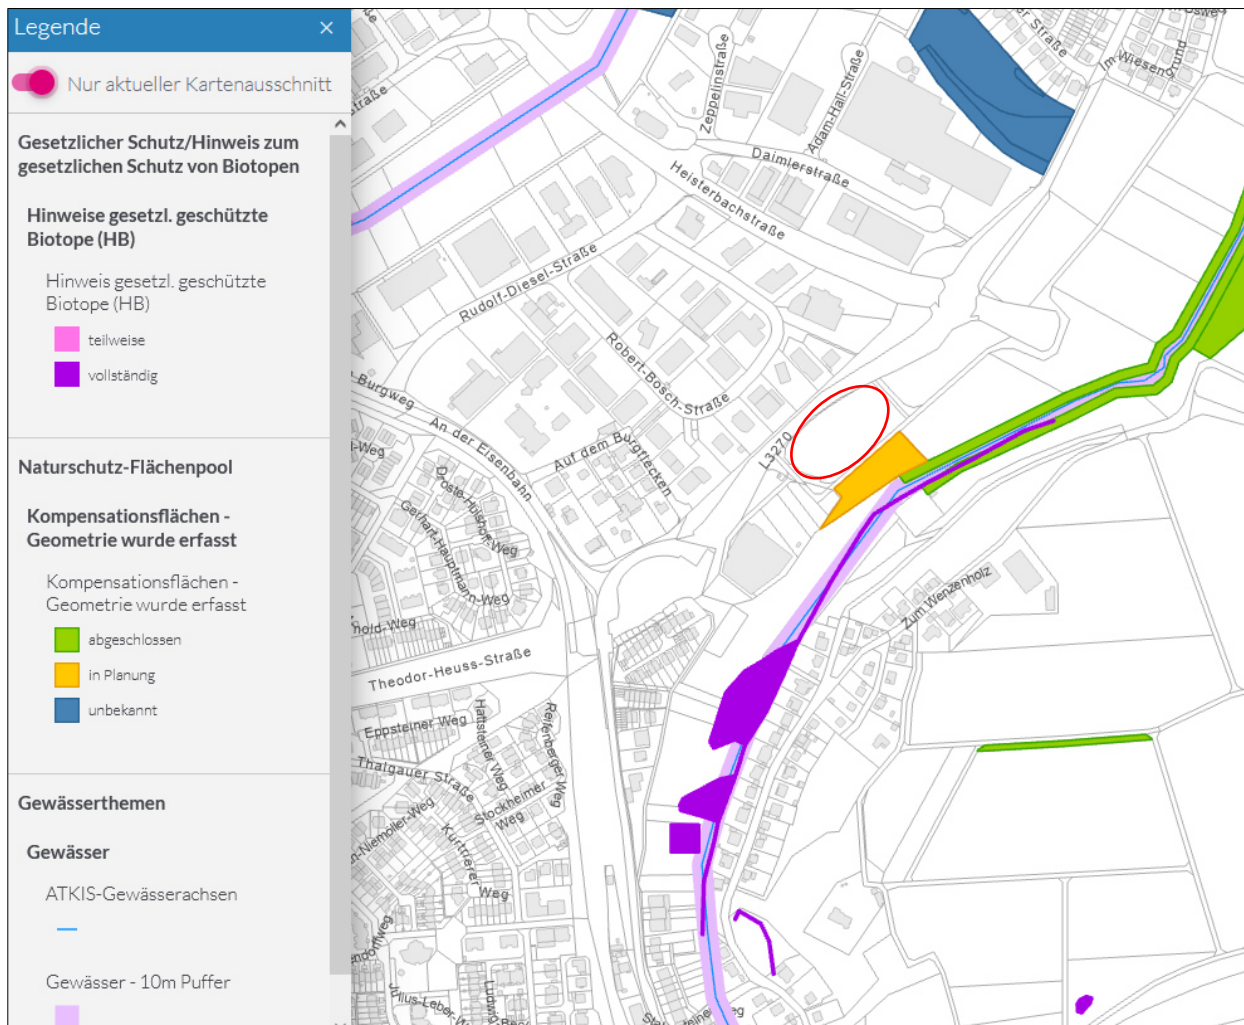 Legende
Nur aktueller Kartenausschnitt
Gesetzlicher Schutz/Hinweis zum
gesetzlichen Schutz von Biotopen
Hinweise gesetzl. geschützte
Biotope (HB)
Hinweis gesetzl. geschützte
Biotope (HB)
teilweise
vollständig
Naturschutz-Flächenpool
Kompensationsflächen -
Geometrie wurde erfasst
Kompensationsflächen -
Geometrie wurde erfasst
abgeschlossen
in Planung
unbekannt
Gewässerthemen
Gewässer
ATKIS-Gewässerachsen
Gewässer - 10m Puffer
Zeppelinstraße
Adam-Hall-Straße
Im Wiesengrund
Daimlerstraße
Heisterbachstraße
Rudolf-Diesel-Straße
Robert-Bosch-Straße
L3270
Burgweg
An der Eisenbahn
Auf dem Burgflecken
Droste-Hülshoff-Weg
Gerhart-Hauptmann-Weg
Theodor-Heuss-Straße
Zum Wenzenholz
Eppsteiner Weg
Hattsteiner Weg
Reifenberger Weg
Thalgauer Straße
Stockheimer
Weg
Weg
Julius-Leber-W